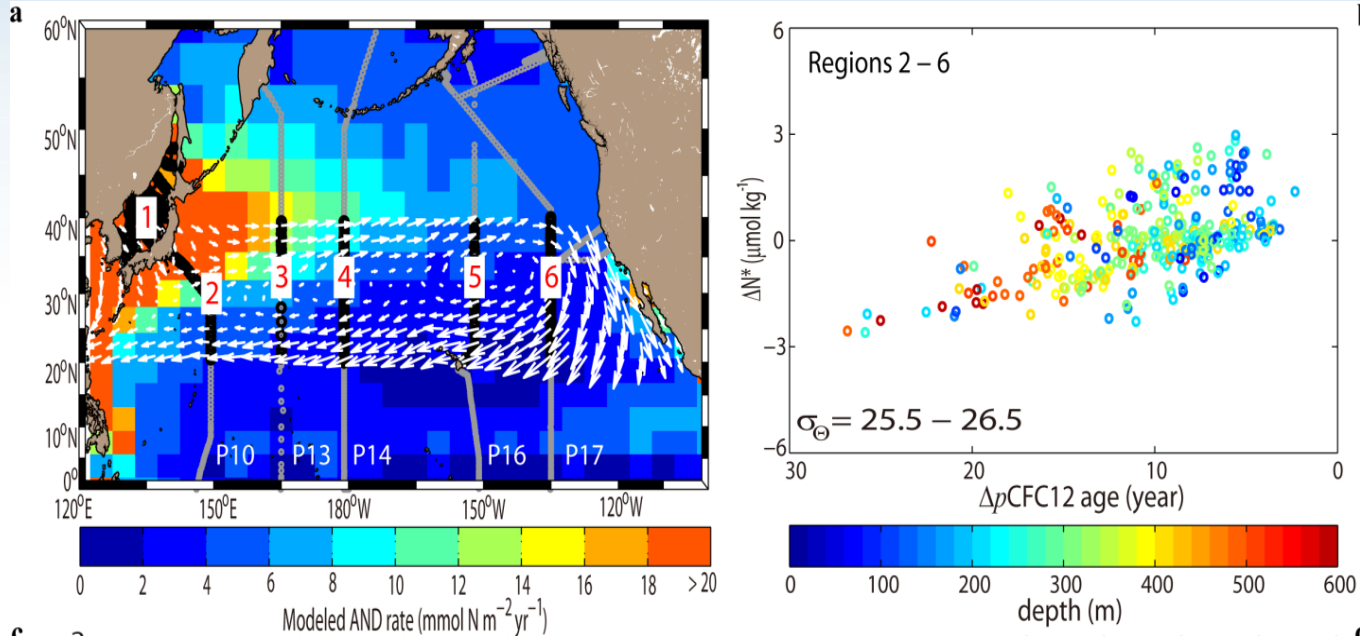 a
60°N
50°N
40°N
30°N
20°N
10°N
0°
1
2
3
4
5
6
P10
P13
P14
P16
P17
120°E
150°E
180°W
150°W
120°W
0
2
4
6
8
10
12
14
16
18
>20
Modeled AND rate (mmol N m⁻² yr⁻¹)
6
3
0
−3
−6
ΔN* (µmol kg⁻¹)
Regions 2 – 6
σΘ = 25.5 – 26.5
30
20
10
0
ΔpCFC12 age (year)
0
100
200
300
400
500
600
depth (m)